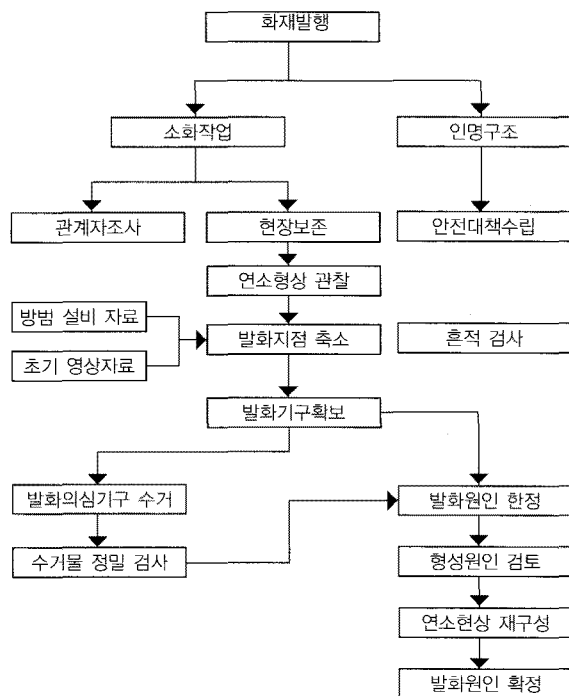 화재발행
소화작업
인명구조
관계자조사
현장보존
안전대책수립
연소형상 관찰
방범 설비 자료
발화지점 축소
흔적 검사
초기 영상자료
발화기구확보
발화의심기구 수거
발화원인 한정
수거물 정밀 검사
형성원인 검토
연소현상 재구성
발화원인 확정